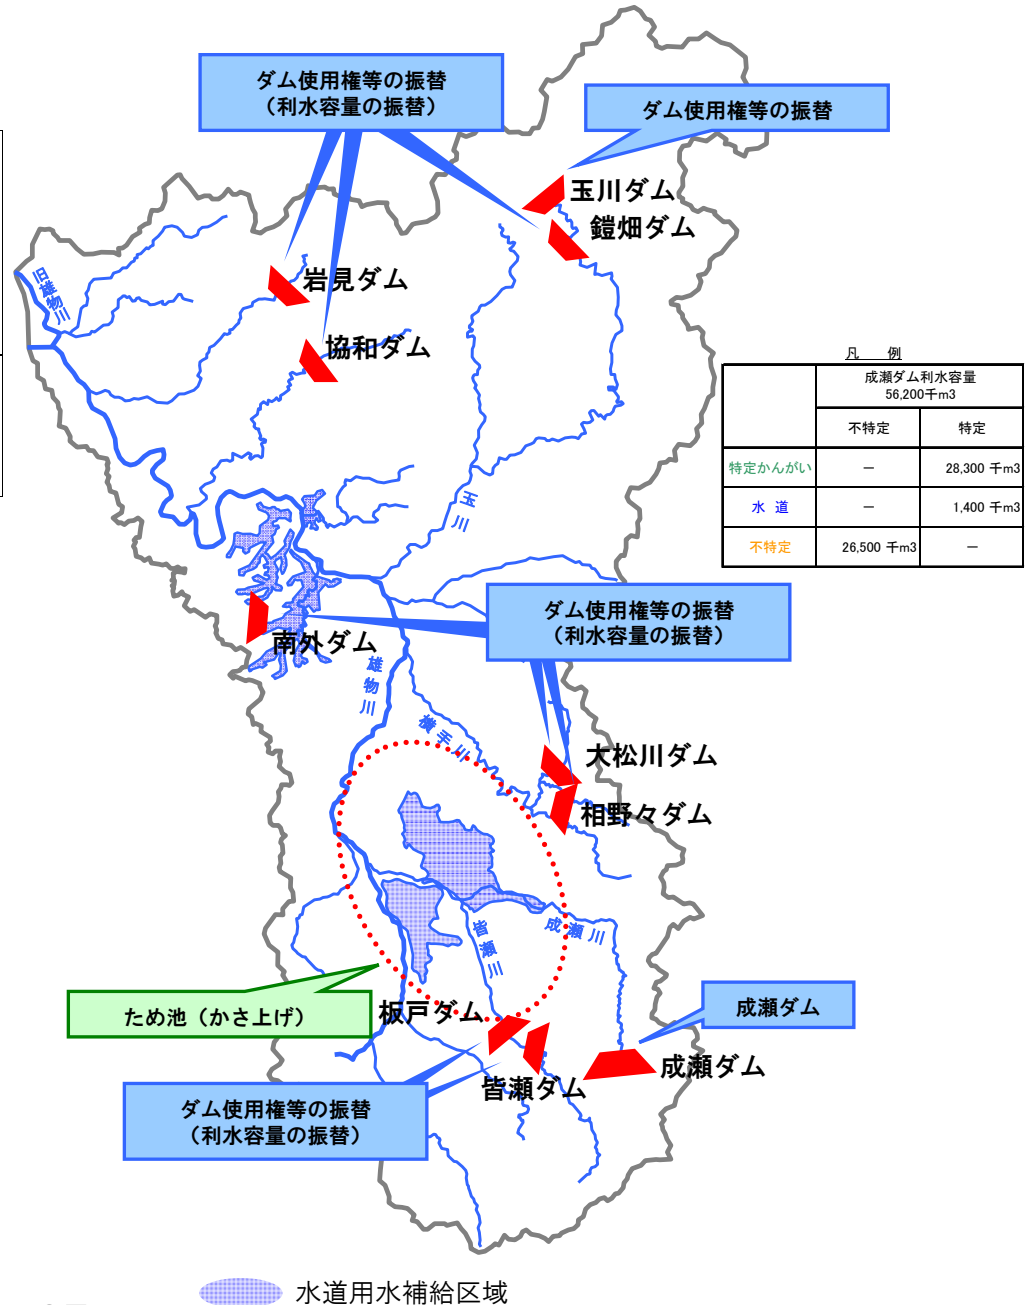 ダム使用権等の振替
（利水容量の振替）
ダム使用権等の振替
玉川ダム
鎧畑ダム
岩見ダム
旧雄物川
協和ダム
凡　例
成瀬ダム利水容量
56,200千m3
不特定 特定
特定かんがい － 28,300 千m3
水 道 － 1,400 千m3
不特定 26,500 千m3 －
玉川
ダム使用権等の振替
（利水容量の振替）
南外ダム
雄物川
横手川
大松川ダム
相野々ダム
皆瀬川
成瀬川
ため池（かさ上げ）
板戸ダム
成瀬ダム
成瀬ダム
皆瀬ダム
ダム使用権等の振替
（利水容量の振替）
水道用水補給区域